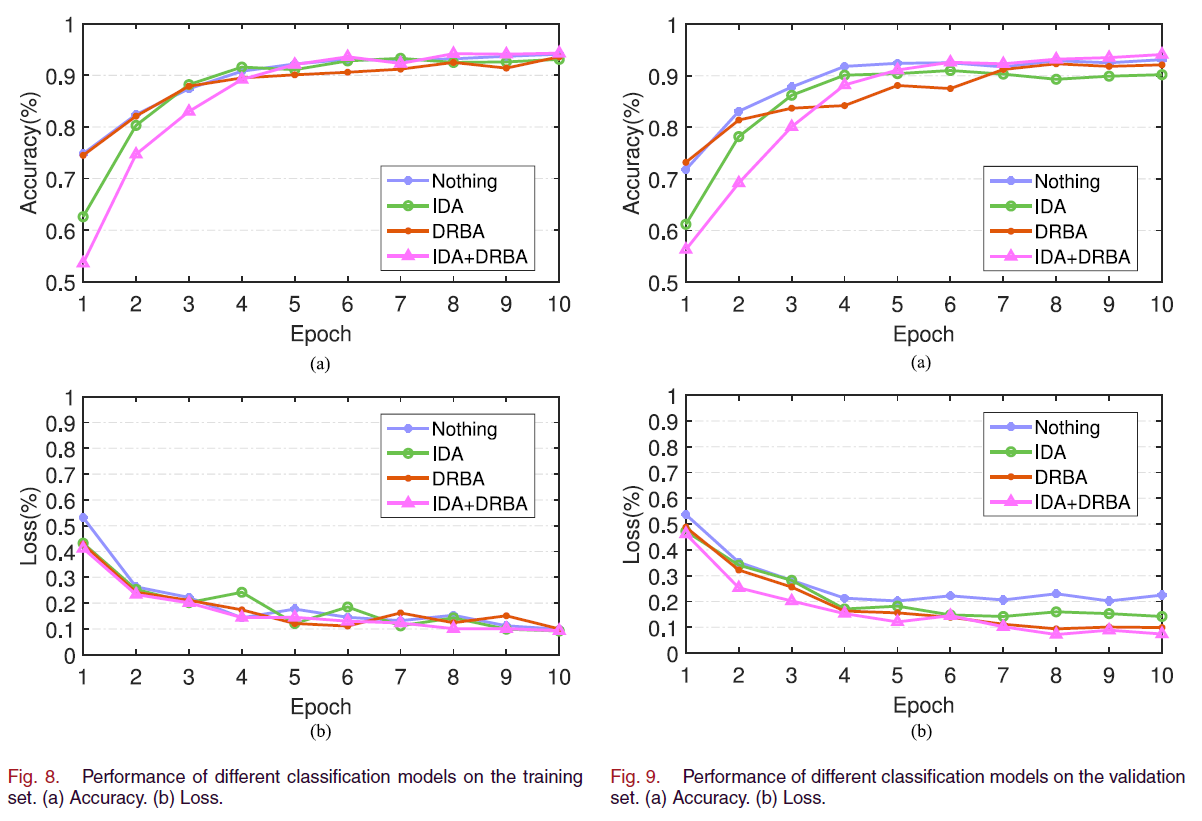 1
0.9
0.8
0.7
0.6
0.5
Accuracy(%)
1 2 3 4 5 6 7 8 9 10
Epoch
Nothing
IDA
DRBA
IDA+DRBA
(a)
1
0.9
0.8
0.7
0.6
0.5
0.4
0.3
0.2
0.1
0
Loss(%)
1 2 3 4 5 6 7 8 9 10
Epoch
Nothing
IDA
DRBA
IDA+DRBA
(b)
Fig. 8. Performance of different classification models on the training
set. (a) Accuracy. (b) Loss.
1
0.9
0.8
0.7
0.6
0.5
Accuracy(%)
1 2 3 4 5 6 7 8 9 10
Epoch
Nothing
IDA
DRBA
IDA+DRBA
(a)
1
0.9
0.8
0.7
0.6
0.5
0.4
0.3
0.2
0.1
0
Loss(%)
1 2 3 4 5 6 7 8 9 10
Epoch
Nothing
IDA
DRBA
IDA+DRBA
(b)
Fig. 9. Performance of different classification models on the validation
set. (a) Accuracy. (b) Loss.